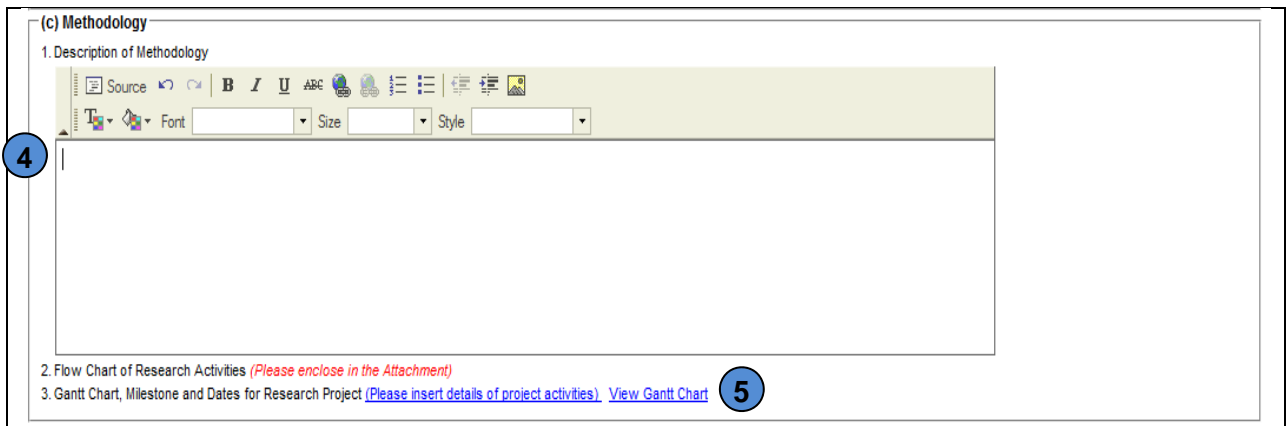 (c) Methodology
1. Description of Methodology
Source B I U ABC
Font Size Style
4
2. Flow Chart of Research Activities (Please enclose in the Attachment)
3. Gantt Chart, Milestone and Dates for Research Project (Please insert details of project activities) View Gantt Chart 5